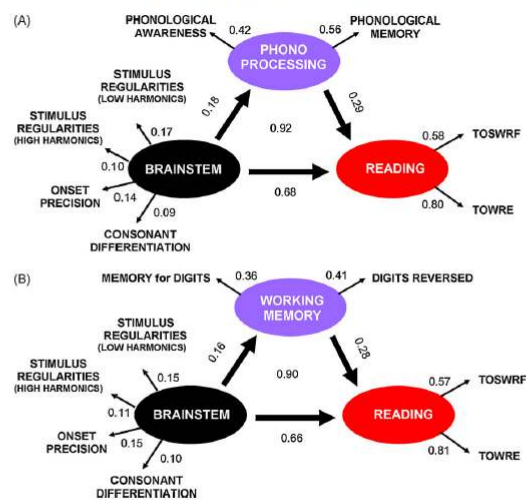 (A)
PHONOLOGICAL
AWARENESS
0.42
PHONO
PROCESSING
0.56
PHONOLOGICAL
MEMORY
STIMULUS
REGULARITIES
(LOW HARMONICS)
0.18
0.29
STIMULUS
REGULARITIES
(HIGH HARMONICS)
0.17
0.92
0.58
TOSWRF
0.10
BRAINSTEM
READING
ONSET
PRECISION
0.14
0.68
0.80
TOWRE
0.09
CONSONANT
DIFFERENTIATION
(B)
MEMORY for DIGITS
0.36
WORKING
MEMORY
0.41
DIGITS REVERSED
STIMULUS
REGULARITIES
(LOW HARMONICS)
0.16
0.28
STIMULUS
REGULARITIES
(HIGH HARMONICS)
0.15
0.90
0.57
TOSWRF
0.11
BRAINSTEM
READING
ONSET
PRECISION
0.15
0.66
0.81
TOWRE
0.10
CONSONANT
DIFFERENTIATION